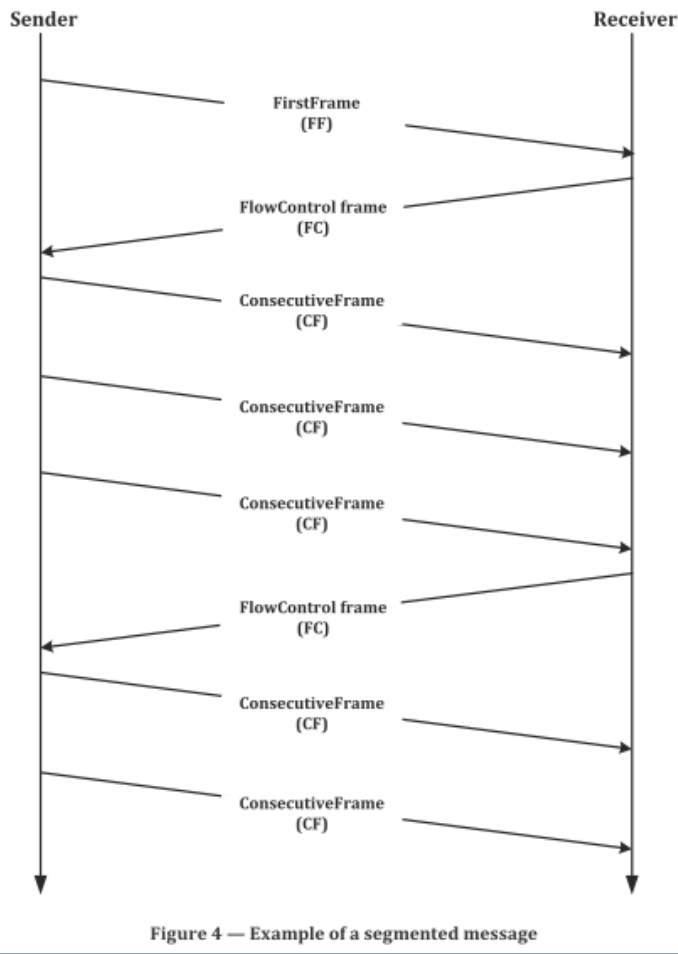 Sender Receiver
FirstFrame
(FF)
FlowControl frame
(FC)
ConsecutiveFrame
(CF)
ConsecutiveFrame
(CF)
ConsecutiveFrame
(CF)
FlowControl frame
(FC)
ConsecutiveFrame
(CF)
ConsecutiveFrame
(CF)
Figure 4 — Example of a segmented message